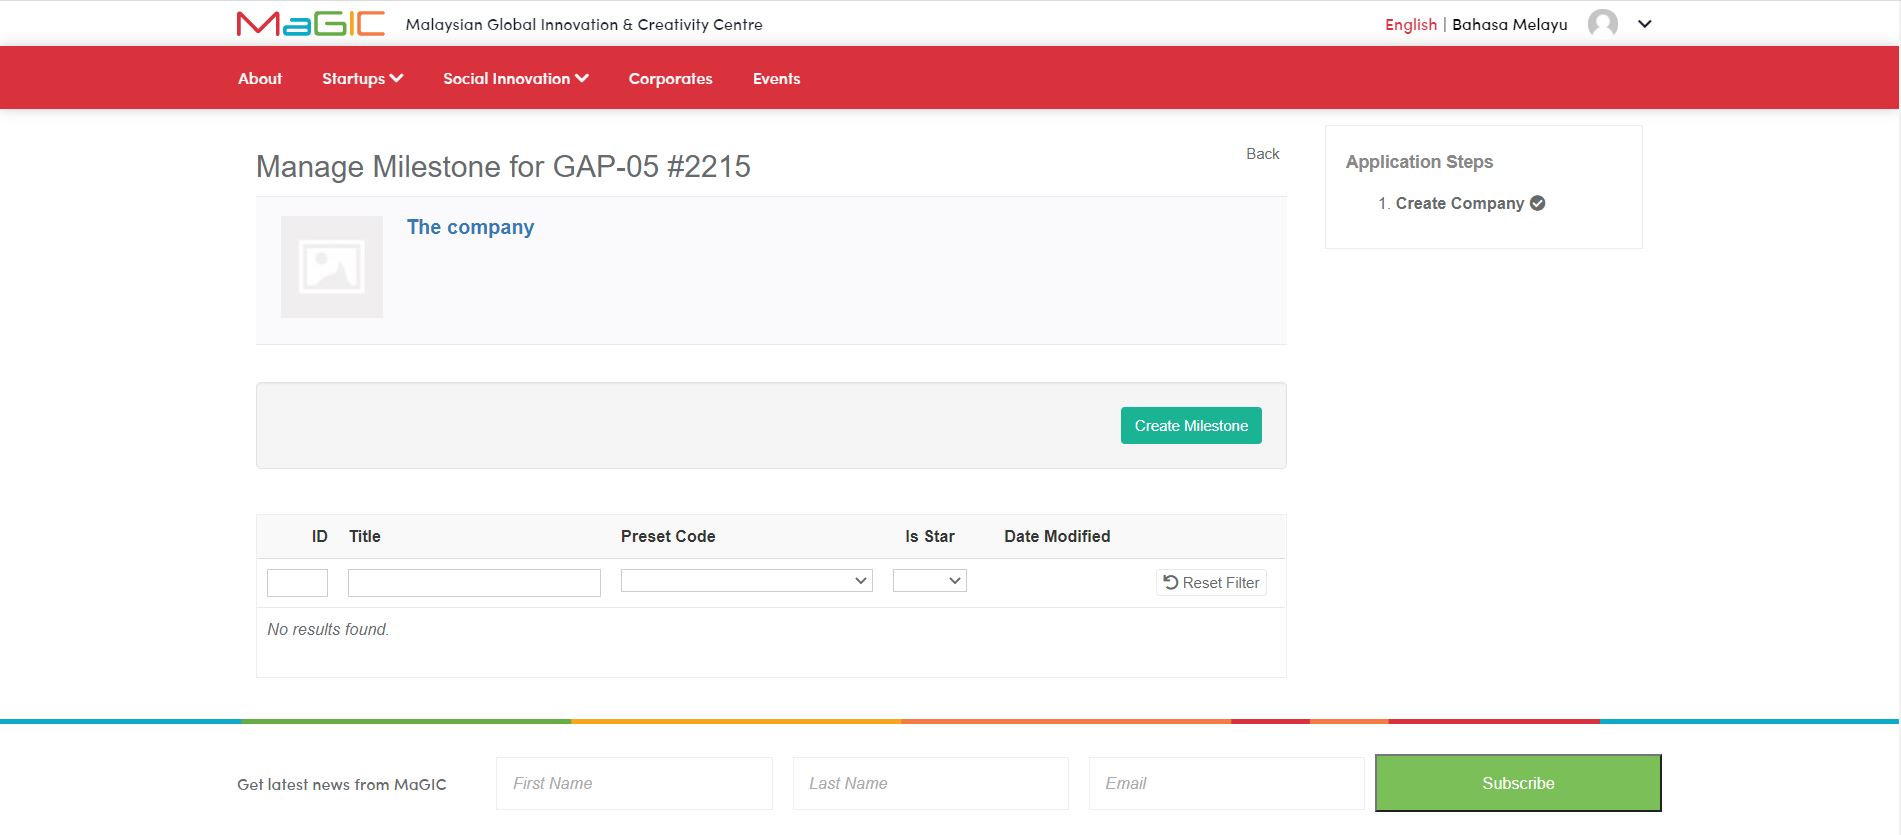 MaGIC Malaysian Global Innovation & Creativity Centre English | Bahasa Melayu
About Startups Social Innovation Corporates Events
Manage Milestone for GAP-05 #2215
Back
The company
Application Steps
1. Create Company
Create Milestone
ID Title Preset Code Is Star Date Modified
Reset Filter
No results found.
Get latest news from MaGIC First Name Last Name Email Subscribe